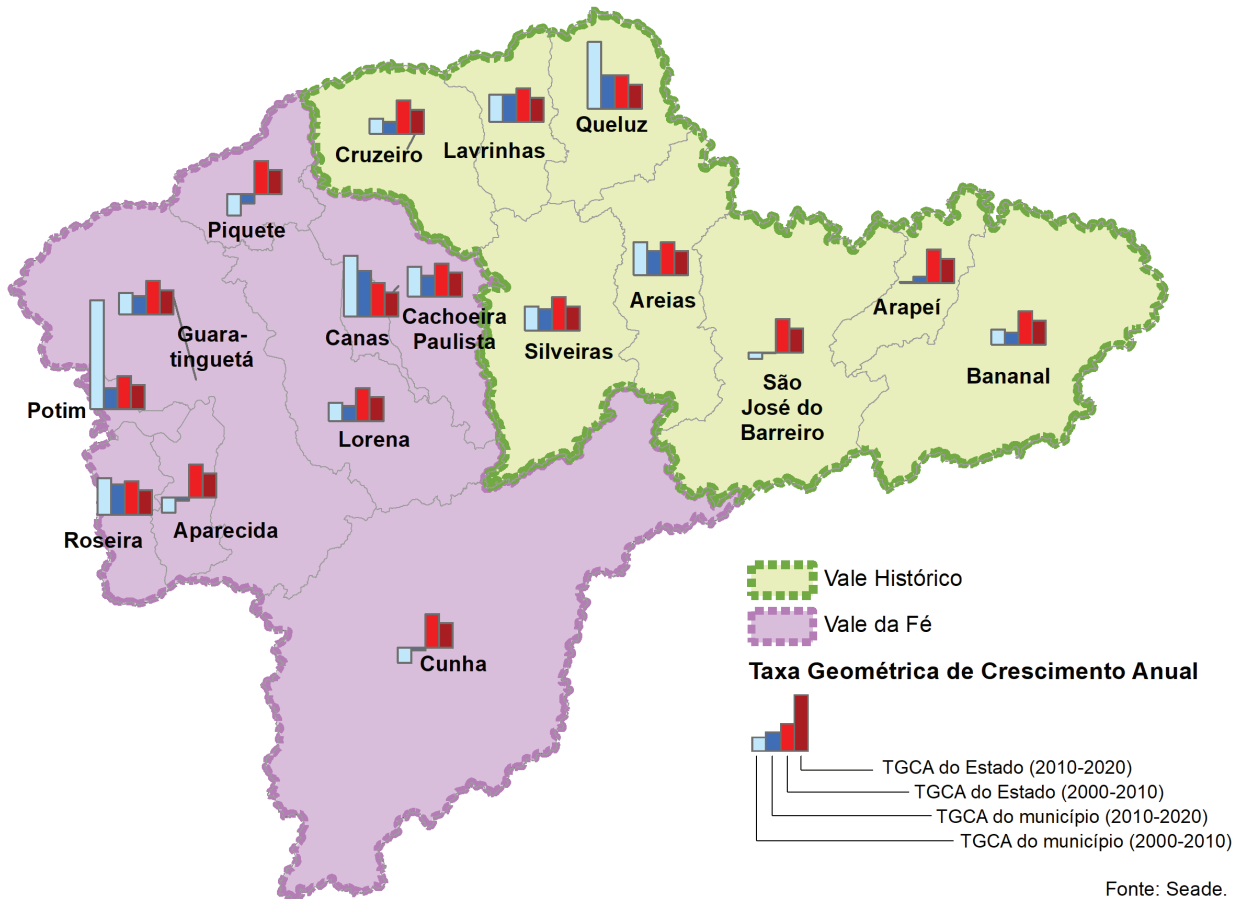 Queluz
Lavrinhas
Cruzeiro
Piquete
Areias
Arapeí
Cachoeira
Paulista
Canas
Guara-
tinguetá
Silveiras
Bananal
São
José do
Barreiro
Potim
Lorena
Aparecida
Roseira
Cunha
Vale Histórico
Vale da Fé
Taxa Geométrica de Crescimento Anual
TGCA do Estado (2010-2020)
TGCA do Estado (2000-2010)
TGCA do município (2010-2020)
TGCA do município (2000-2010)
Fonte: Seade.